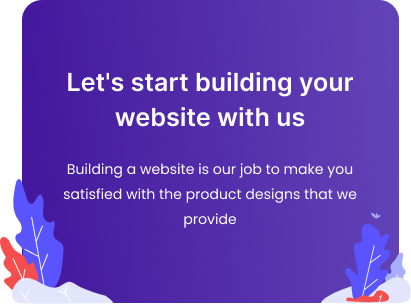 Let's start building your
website with us
Building a website is our job to make you
satisfied with the product designs that we
provide